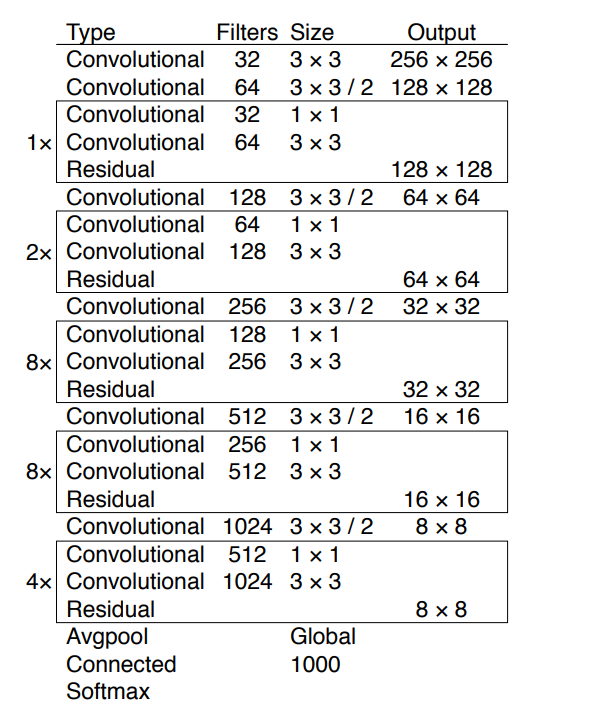 Type Filters Size Output
Convolutional 32 3 × 3 256 × 256
Convolutional 64 3 × 3 / 2 128 × 128
Convolutional 32 1 × 1
1× Convolutional 64 3 × 3
Residual 128 × 128
Convolutional 128 3 × 3 / 2 64 × 64
Convolutional 64 1 × 1
2× Convolutional 128 3 × 3
Residual 64 × 64
Convolutional 256 3 × 3 / 2 32 × 32
Convolutional 128 1 × 1
8× Convolutional 256 3 × 3
Residual 32 × 32
Convolutional 512 3 × 3 / 2 16 × 16
Convolutional 256 1 × 1
8× Convolutional 512 3 × 3
Residual 16 × 16
Convolutional 1024 3 × 3 / 2 8 × 8
Convolutional 512 1 × 1
4× Convolutional 1024 3 × 3
Residual 8 × 8
Avgpool Global
Connected 1000
Softmax